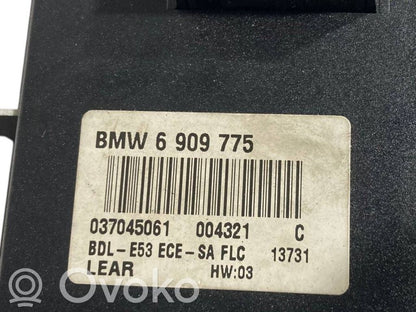 BMW 6 909 775
037045061 004321 C
BDL-E53 ECE-SA FLC 13731
LEAR HW:03
Ovoko